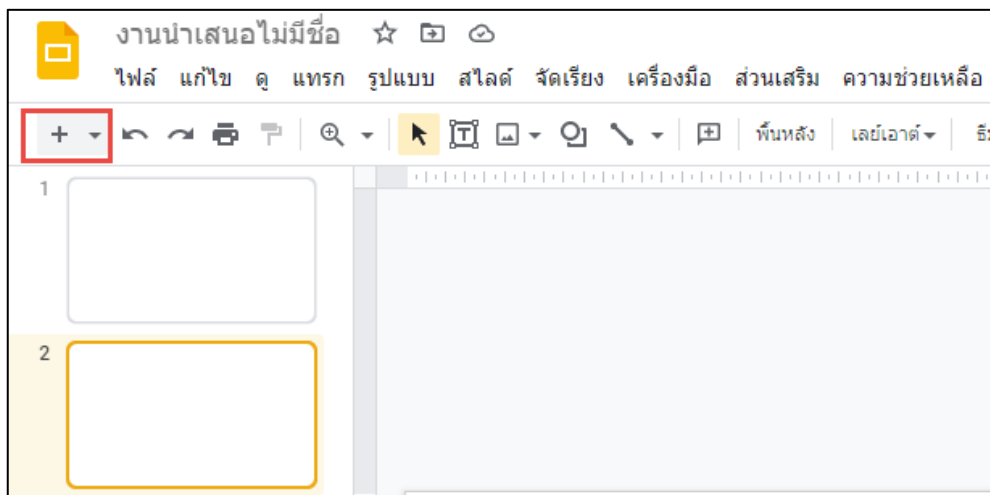 งานนำเสนอไม่มีชื่อ
ไฟล์ แก้ไข ดู แทรก รูปแบบ สไลด์ จัดเรียง เครื่องมือ ส่วนเสริม ความช่วยเหลือ
พื้นหลัง เลย์เอาต์
1
2